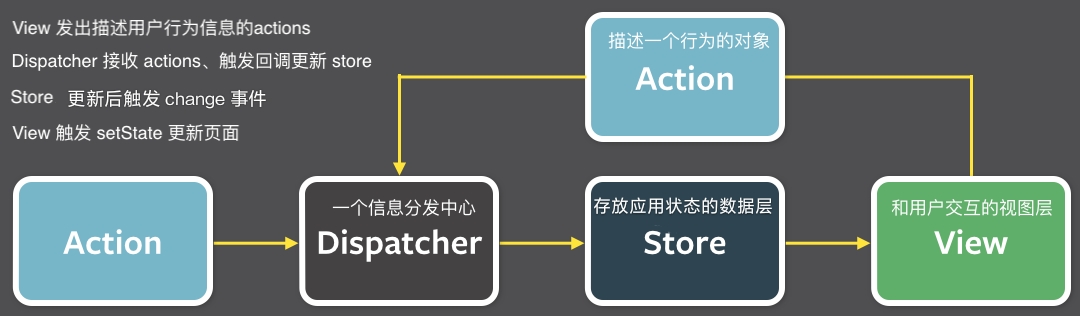 View 发出描述用户行为信息的actions
Dispatcher 接收 actions、触发回调更新 store
Store 更新后触发 change 事件
View 触发 setState 更新页面
描述一个行为的对象
Action
Action
一个信息分发中心
Dispatcher
存放应用状态的数据层
Store
和用户交互的视图层
View